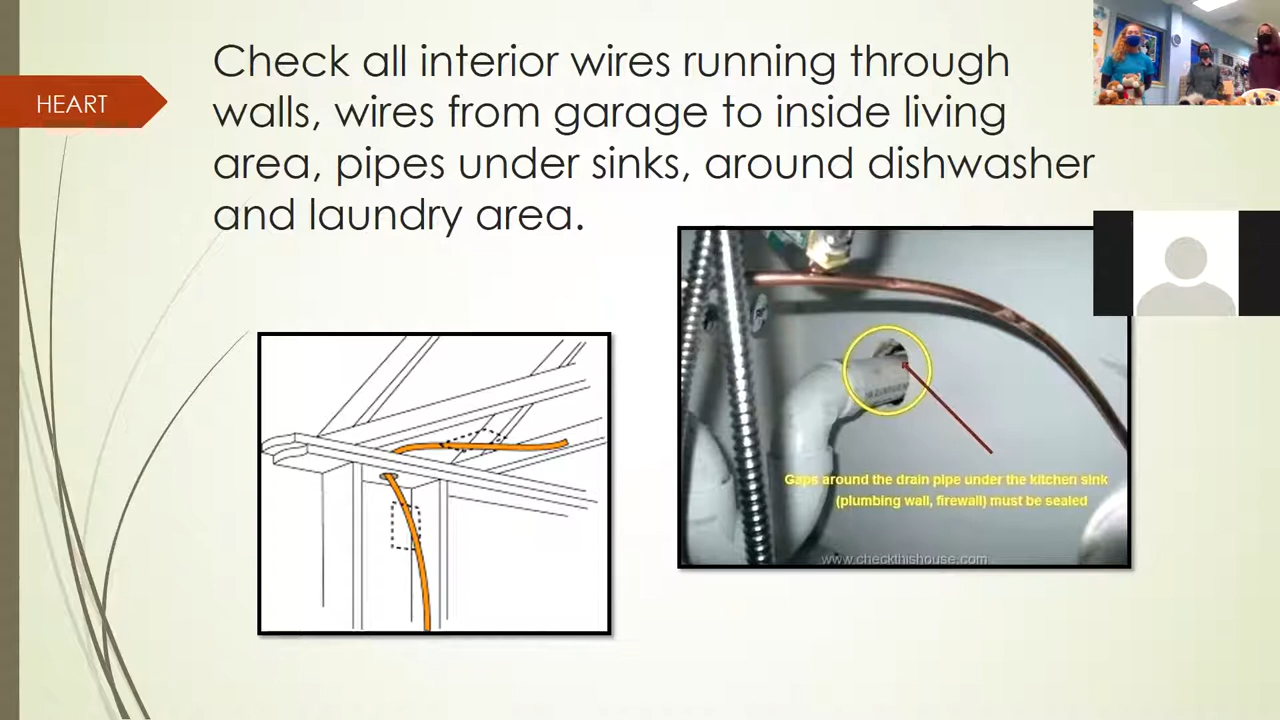 HEART
Check all interior wires running through
walls, wires from garage to inside living
area, pipes under sinks, around dishwasher
and laundry area.
Gaps around the drain pipe under the kitchen sink
(plumbing wall, firewall) must be sealed
www.checkthishouse.com